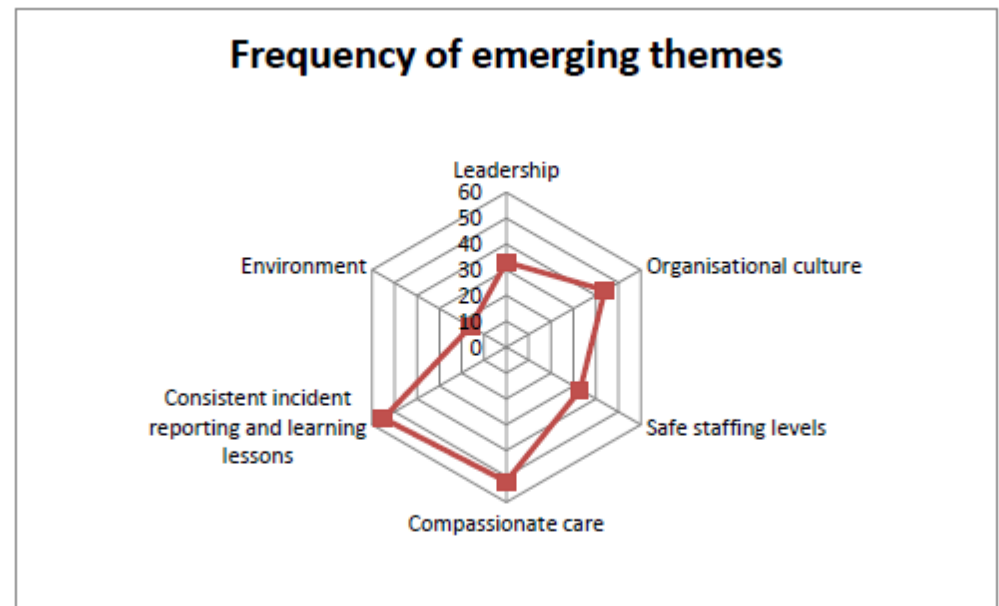 Frequency of emerging themes
Leadership
60
50
40
30
20
10
0
Environment
Organisational culture
Consistent incident
reporting and learning
lessons
Safe staffing levels
Compassionate care